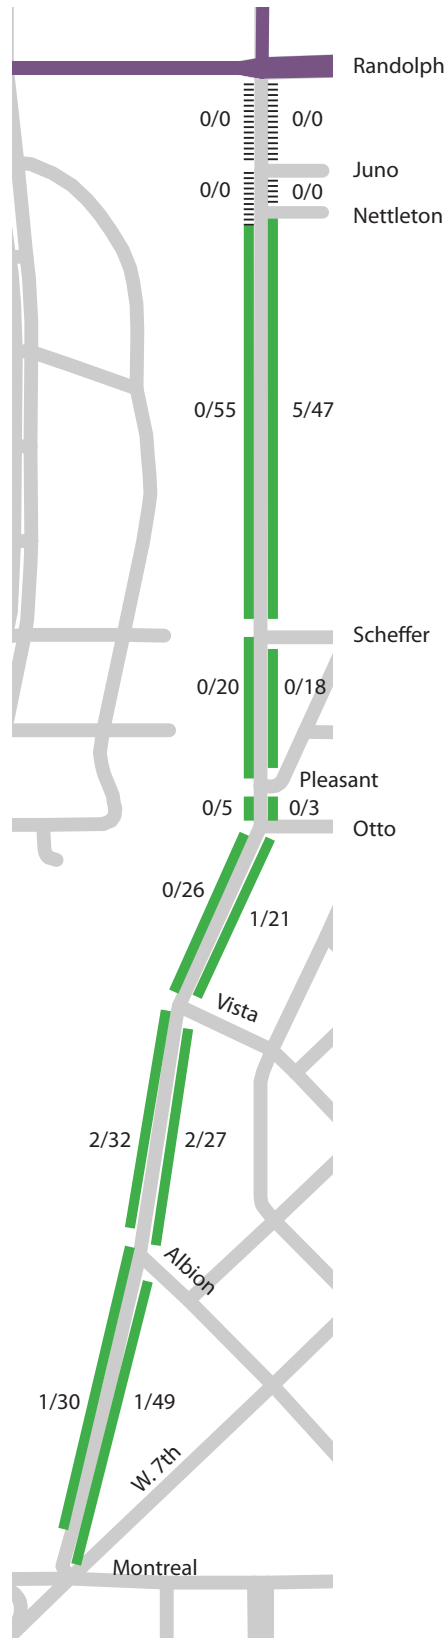 Randolph
0/0 0/0
Juno
0/0 0/0
Nettleton
0/55 5/47
Scheffer
0/20 0/18
Pleasant
0/5 0/3
Otto
0/26
1/21
Vista
2/32 2/27
Albion
1/30 1/49
W. 7th
Montreal